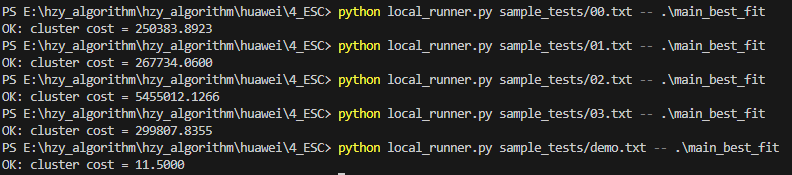 PS E:\hzy_algorithm\hzy_algorithm\huawei\4_ESC> python local_runner.py sample_tests/00.txt -- .\main_best_fit
OK: cluster cost = 250383.8923
PS E:\hzy_algorithm\hzy_algorithm\huawei\4_ESC> python local_runner.py sample_tests/01.txt -- .\main_best_fit
OK: cluster cost = 267734.0600
PS E:\hzy_algorithm\hzy_algorithm\huawei\4_ESC> python local_runner.py sample_tests/02.txt -- .\main_best_fit
OK: cluster cost = 5455012.1266
PS E:\hzy_algorithm\hzy_algorithm\huawei\4_ESC> python local_runner.py sample_tests/03.txt -- .\main_best_fit
OK: cluster cost = 299807.8355
PS E:\hzy_algorithm\hzy_algorithm\huawei\4_ESC> python local_runner.py sample_tests/demo.txt -- .\main_best_fit
OK: cluster cost = 11.5000